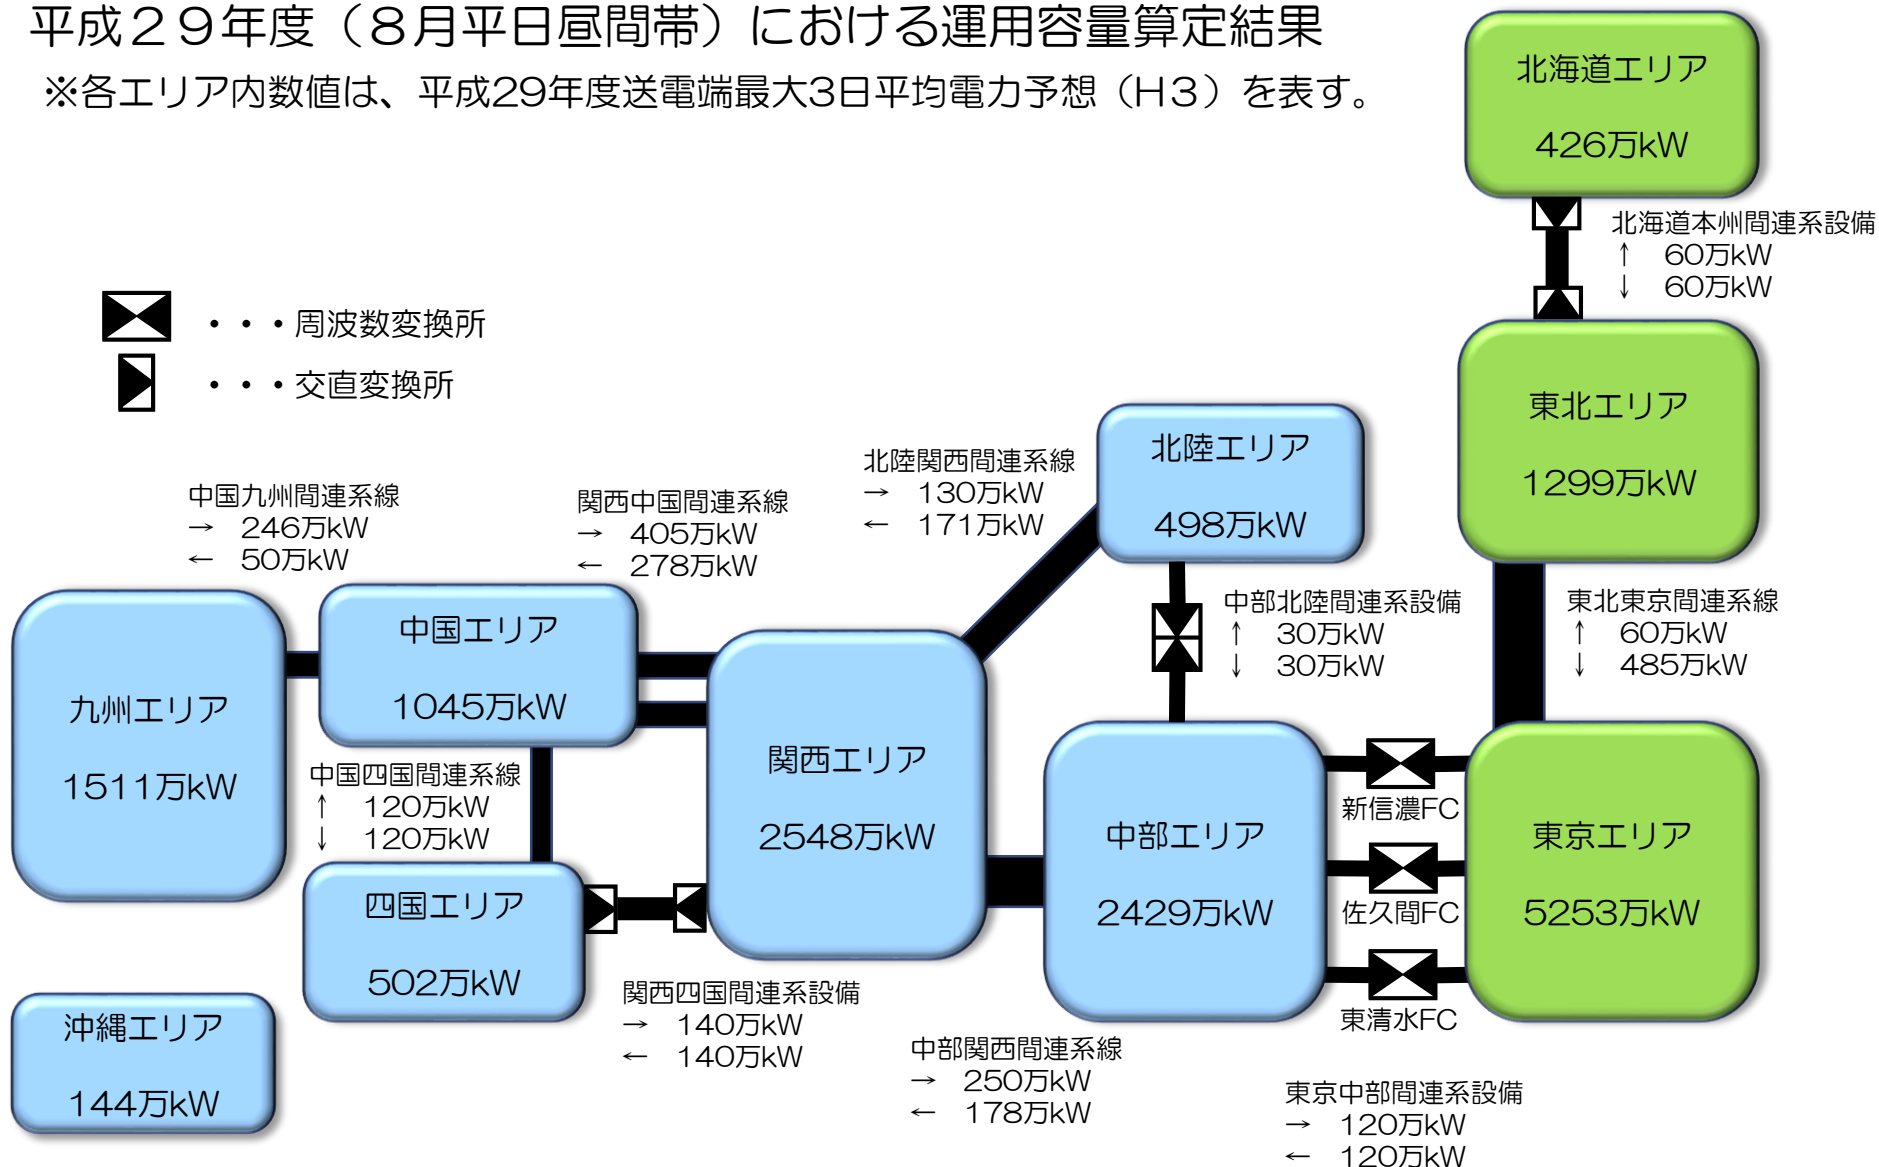 平成２９年度（８月平日昼間帯）における運用容量算定結果
※各エリア内数値は、平成29年度送電端最大3日平均電力予想（Ｈ３）を表す。
北海道エリア
426万kW
北海道本州間連系設備
↑ 60万kW
↓ 60万kW
・・・周波数変換所
・・・交直変換所
東北エリア
1299万kW
北陸エリア
498万kW
北陸関西間連系線
→ 130万kW
← 171万kW
中国九州間連系線
→ 246万kW
← 50万kW
関西中国間連系線
→ 405万kW
← 278万kW
中部北陸間連系設備
↑ 30万kW
↓ 30万kW
東北東京間連系線
↑ 60万kW
↓ 485万kW
九州エリア
1511万kW
中国エリア
1045万kW
中国四国間連系線
↑ 120万kW
↓ 120万kW
関西エリア
2548万kW
中部エリア
2429万kW
新信濃FC
佐久間FC
東清水FC
東京エリア
5253万kW
四国エリア
502万kW
関西四国間連系設備
→ 140万kW
← 140万kW
沖縄エリア
144万kW
中部関西間連系線
→ 250万kW
← 178万kW
東京中部間連系設備
→ 120万kW
← 120万kW